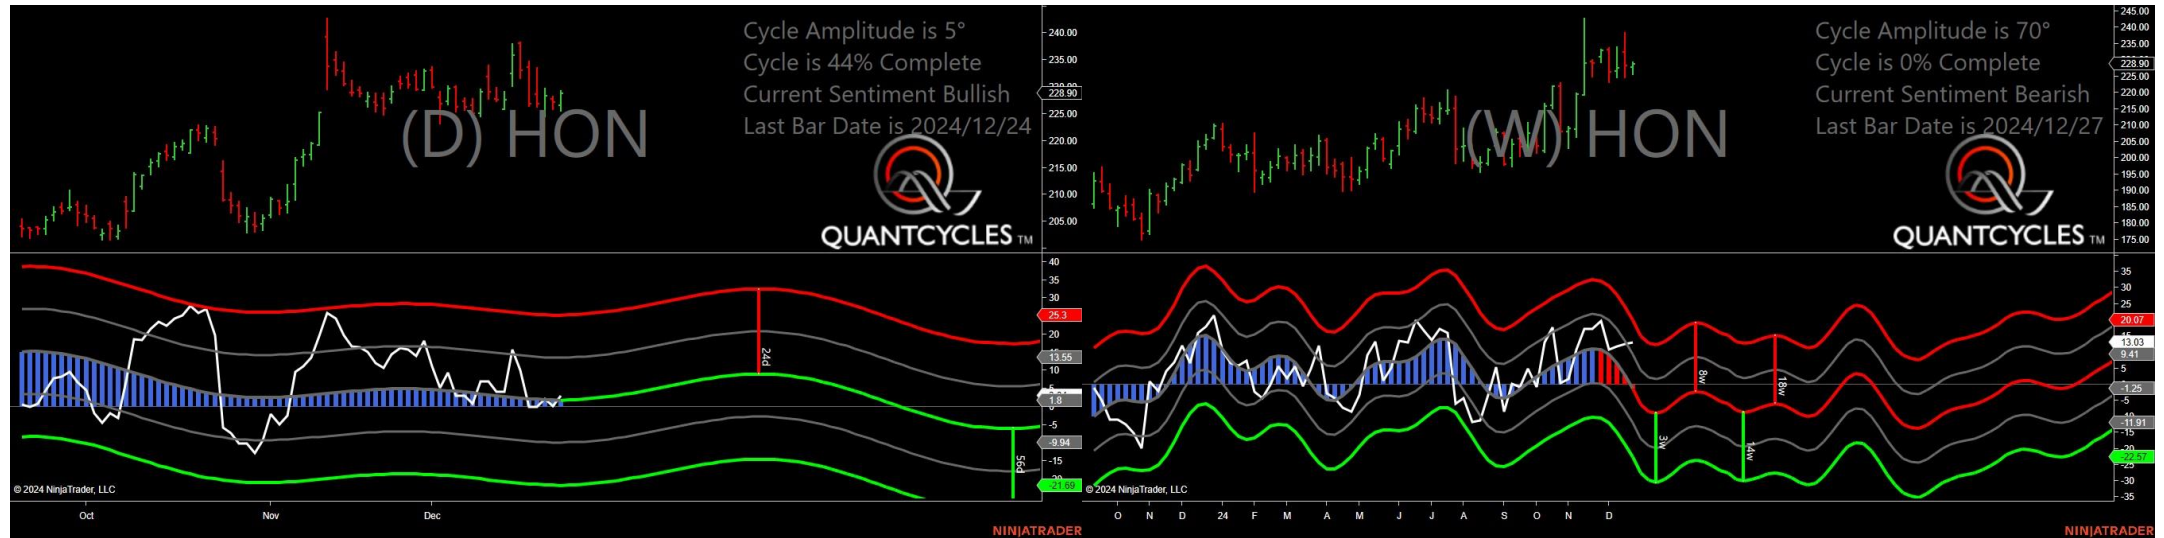 Cycle Amplitude is 5°
Cycle is 44% Complete
Current Sentiment Bullish
Last Bar Date is 2024/12/24
(D) HON
QUANTCYCLES TM
240.00
235.00
228.90
225.00
220.00
215.00
210.00
205.00
40
35
30
25.3
20
13.55
10
5
1.8
-5
-9.94
-15
-21.69
24d
56d
© 2024 NinjaTrader, LLC
Oct
Nov
Dec
NINJATRADER
Cycle Amplitude is 70°
Cycle is 0% Complete
Current Sentiment Bearish
Last Bar Date is 2024/12/27
(W) HON
QUANTCYCLES TM
245.00
240.00
235.00
230.00
228.90
225.00
220.00
215.00
210.00
205.00
200.00
195.00
190.00
185.00
180.00
175.00
35
30
25
20.07
13.03
9.41
5
-1.25
-5
-11.91
-15
-22.57
-25
-30
-35
8w
18w
3w
14w
© 2024 NinjaTrader, LLC
O N D 24 F M A M J J A S O N D
NINJATRADER